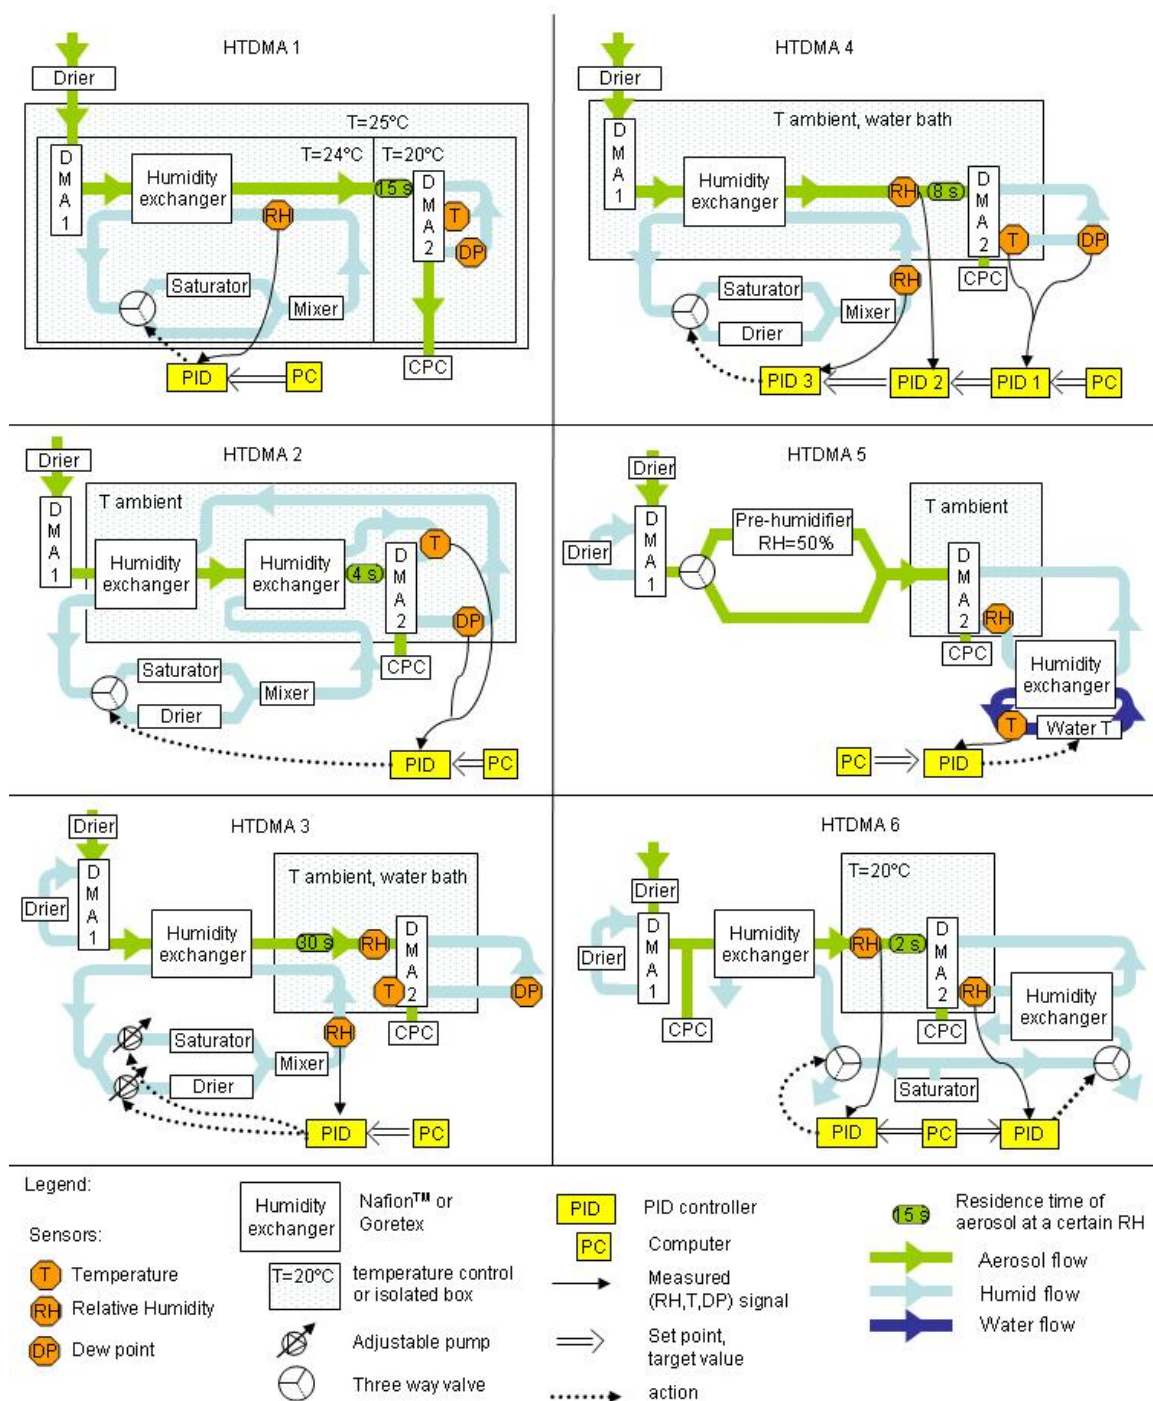 HTDMA 1
Drier
T=25°C
T=24°C
T=20°C
D
M
A
1
Humidity
exchanger
15 s
D
M
A
2
T
DP
RH
Saturator
Mixer
CPC
PID
PC
HTDMA 4
Drier
T ambient, water bath
D
M
A
1
Humidity
exchanger
RH
8 s
D
M
A
2
T
DP
CPC
RH
Saturator
Mixer
Drier
PID 3
PID 2
PID 1
PC
HTDMA 2
Drier
T ambient
D
M
A
1
Humidity
exchanger
Humidity
exchanger
4 s
D
M
A
2
T
DP
CPC
Saturator
Mixer
Drier
PID
PC
HTDMA 5
Drier
D
M
A
1
Drier
Pre-humidifier
RH=50%
T ambient
D
M
A
2
RH
CPC
Humidity
exchanger
T
Water T
PC
PID
HTDMA 3
Drier
D
M
A
1
Drier
Humidity
exchanger
T ambient, water bath
30 s
RH
D
M
A
2
T
DP
CPC
RH
Saturator
Mixer
Drier
PID
PC
HTDMA 6
Drier
D
M
A
1
Drier
CPC
Humidity
exchanger
T=20°C
RH
2 s
D
M
A
2
RH
CPC
Humidity
exchanger
Saturator
PID
PC
PID
Legend:
Sensors:
T Temperature
RH Relative Humidity
DP Dew point
Humidity
exchanger
Nafion™ or
Goretex
T=20°C
temperature control
or isolated box
Adjustable pump
Three way valve
PID PID controller
PC Computer
Measured
(RH,T,DP) signal
Set point,
target value
action
15 s
Residence time of
aerosol at a certain RH
Aerosol flow
Humid flow
Water flow